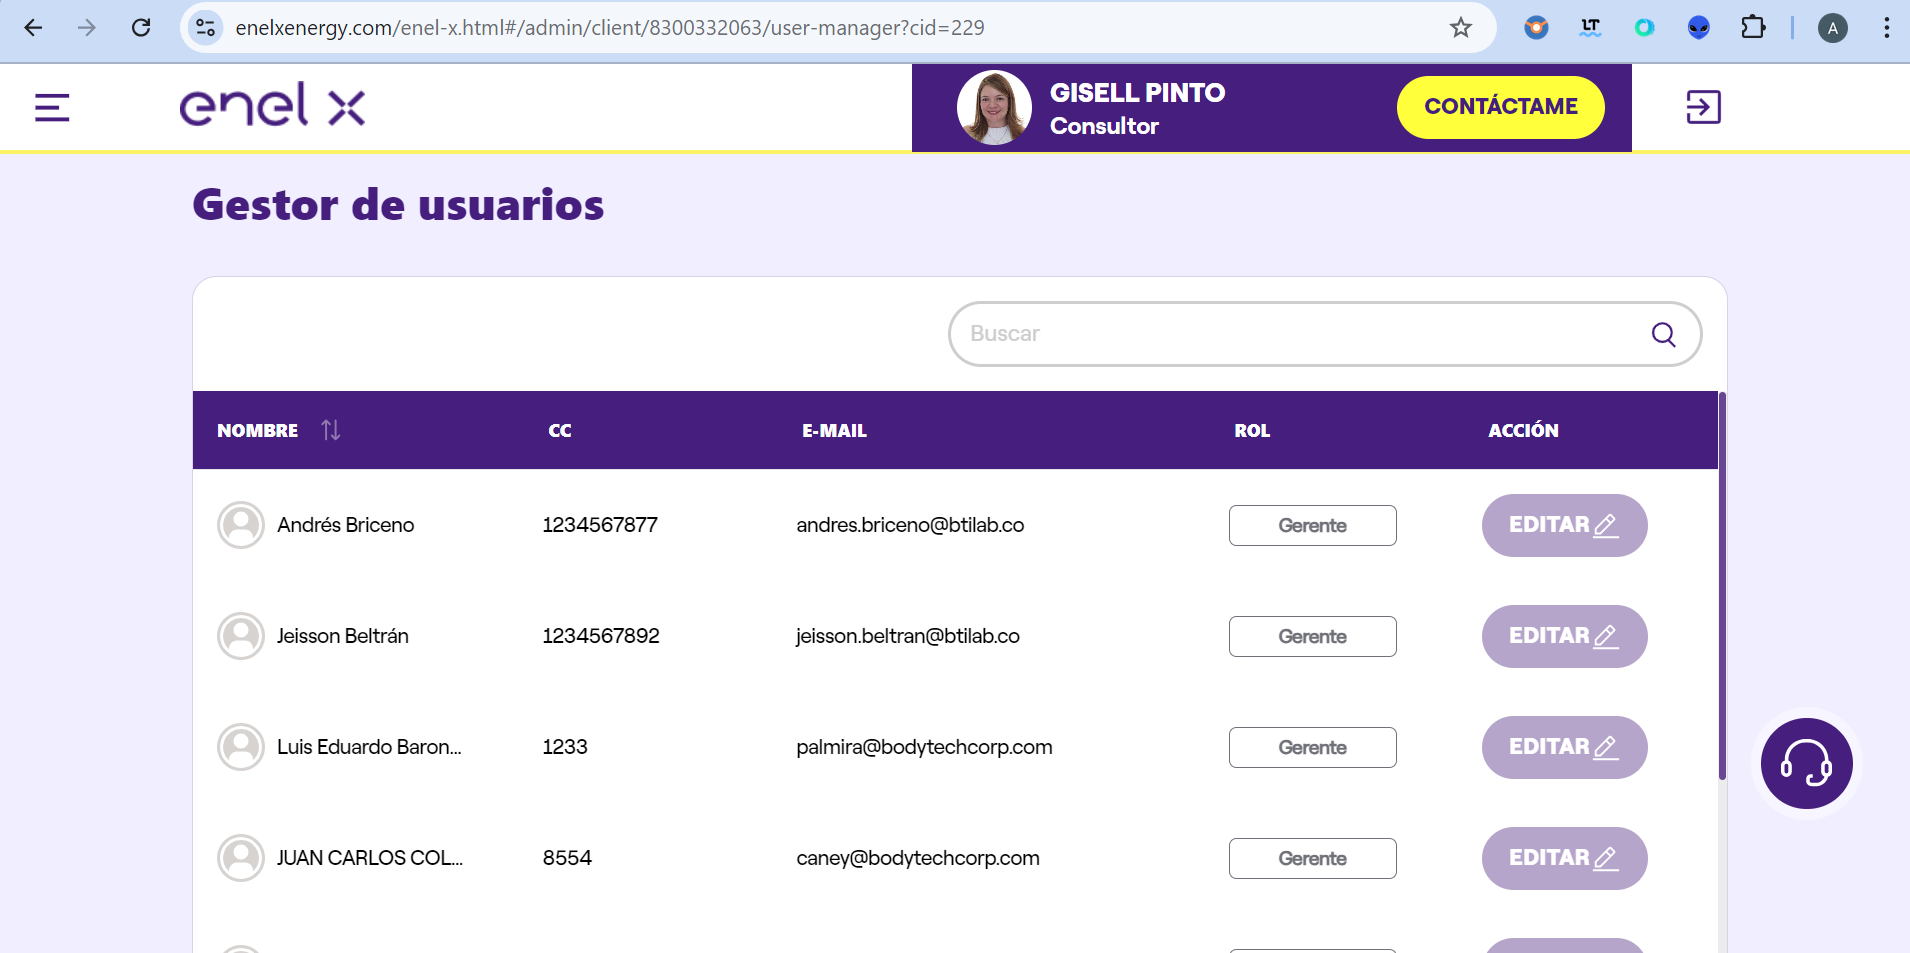 enelxenergy.com/enel-x.html#/admin/client/8300332063/user-manager?cid=229
LT
A
enel x
GISELL PINTO
Consultor
CONTÁCTAME
Gestor de usuarios
Buscar
NOMBRE CC E-MAIL ROL ACCIÓN
Andrés Briceno 1234567877 andres.briceno@btilab.co Gerente EDITAR
Jeisson Beltrán 1234567892 jeisson.beltran@btilab.co Gerente EDITAR
Luis Eduardo Baron... 1233 palmira@bodytechcorp.com Gerente EDITAR
JUAN CARLOS COL... 8554 caney@bodytechcorp.com Gerente EDITAR